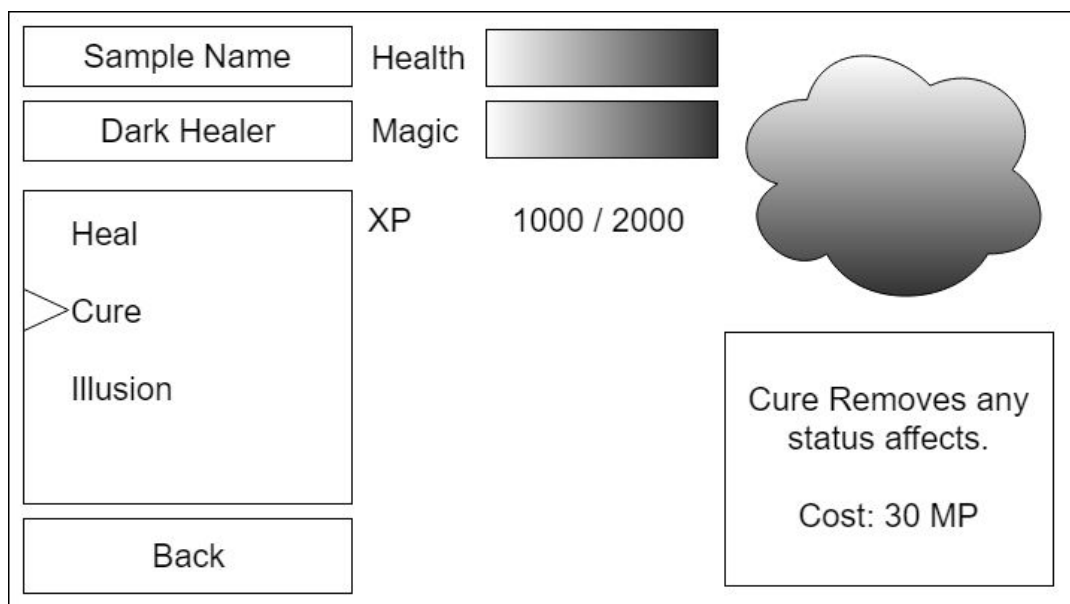 Sample Name
Health
Dark Healer
Magic
XP 1000 / 2000
Heal
Cure
Illusion
Cure Removes any
status affects.
Cost: 30 MP
Back